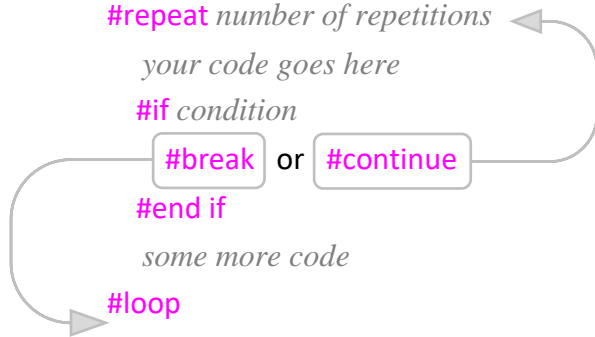 #repeat number of repetitions
your code goes here
#if condition
#break or #continue
#end if
some more code
#loop